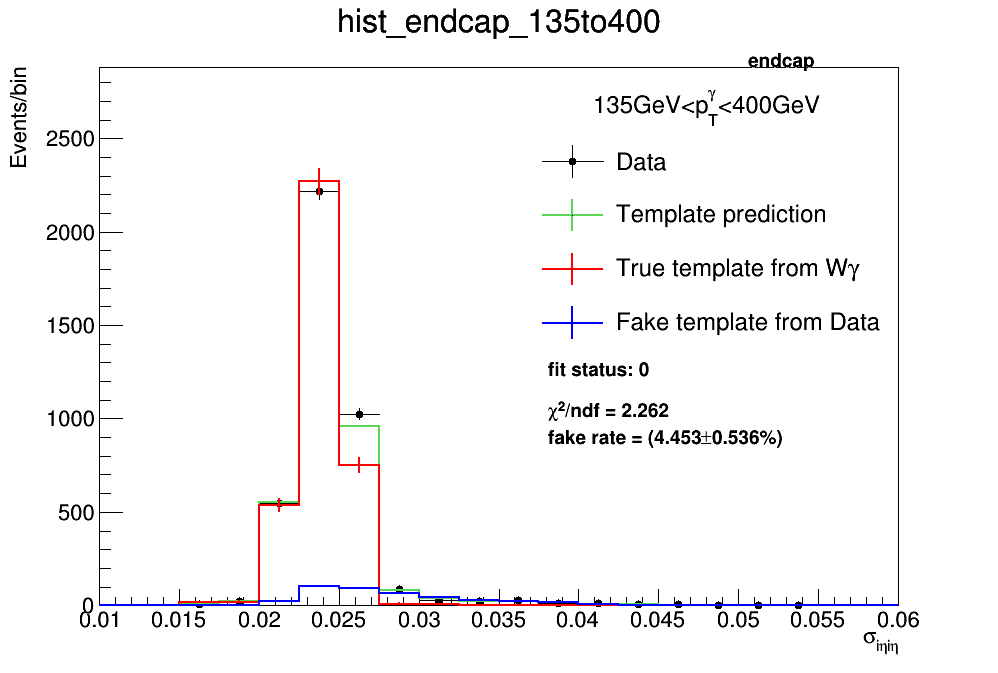 hist_endcap_135to400
endcap
Events/bin
135GeV<p_T^γ<400GeV
Data
Template prediction
True template from Wγ
Fake template from Data
fit status: 0
χ²/ndf = 2.262
fake rate = (4.453±0.536%)
2500
2000
1500
1000
500
0
0.01 0.015 0.02 0.025 0.03 0.035 0.04 0.045 0.05 0.055 0.06
σ_iηiη